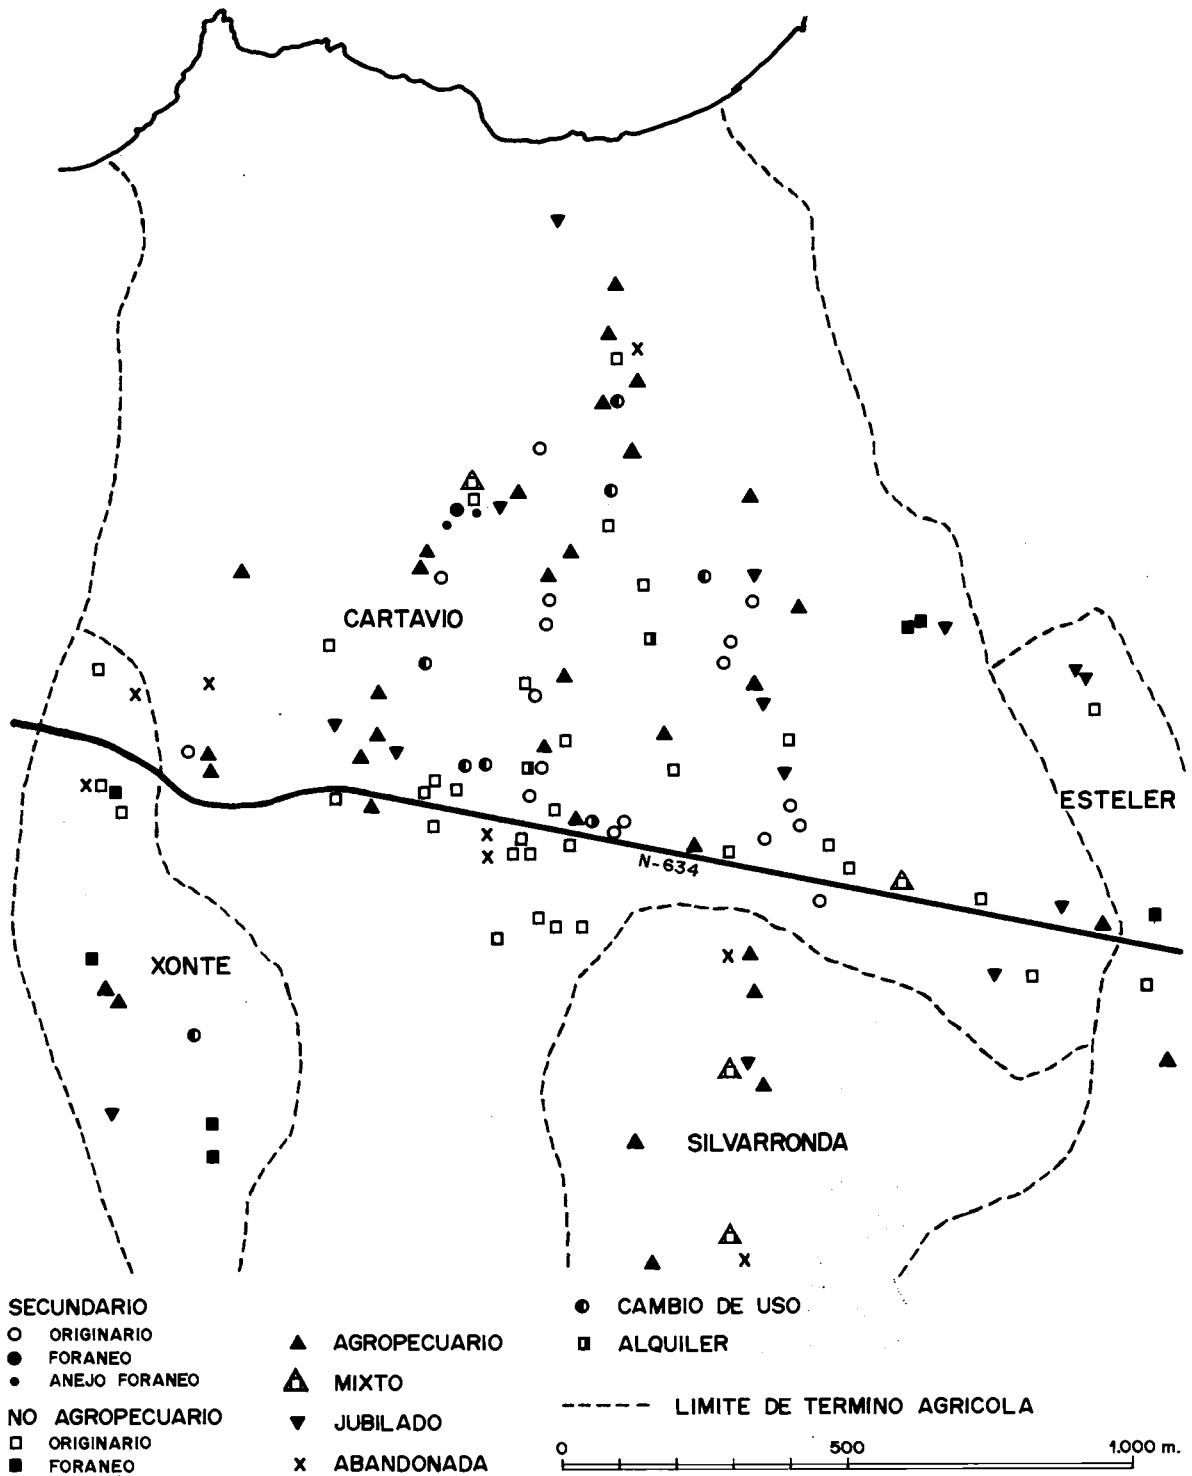 CARTAVIO
ESTELER
N-634
XONTE
SILVARRONDA
SECUNDARIO
ORIGINARIO
FORANEO
ANEJO FORANEO
NO AGROPECUARIO
ORIGINARIO
FORANEO
AGROPECUARIO
MIXTO
JUBILADO
X ABANDONADA
CAMBIO DE USO
ALQUILER
LIMITE DE TERMINO AGRICOLA
0 500 1.000 m.